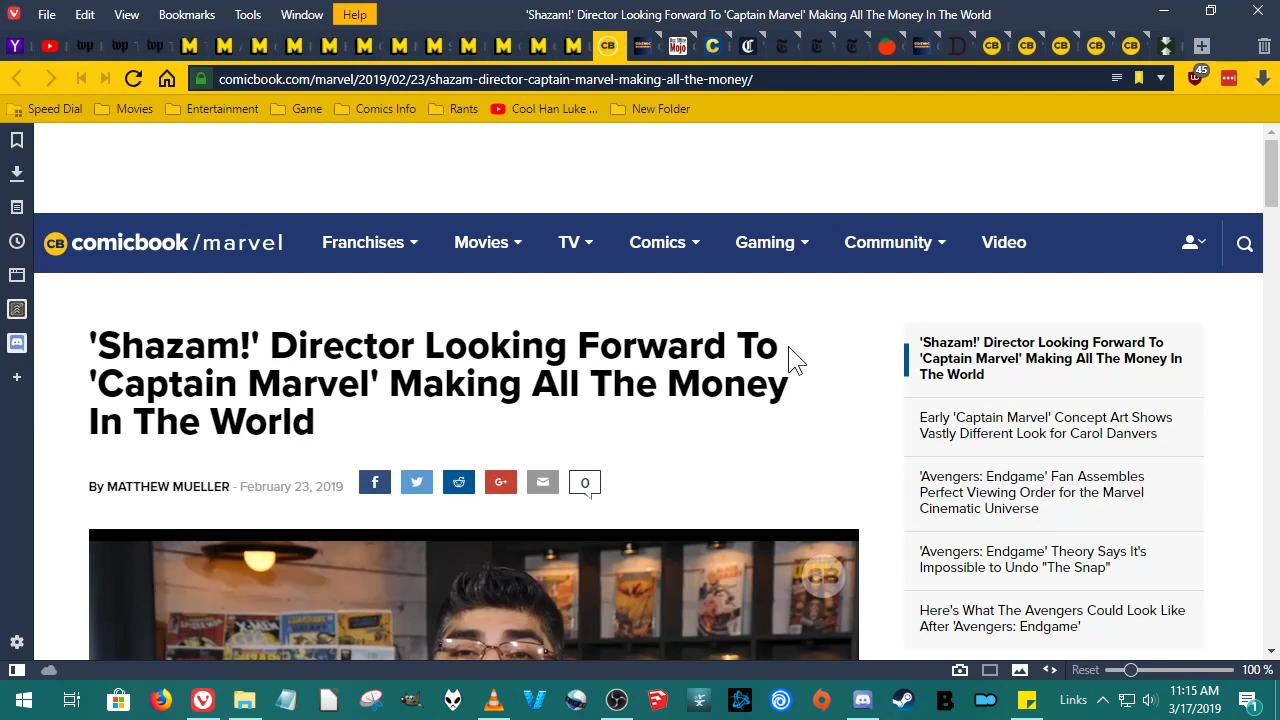 File Edit View Bookmarks Tools Window Help
'Shazam!' Director Looking Forward To 'Captain Marvel' Making All The Money In The World
comicbook.com/marvel/2019/02/23/shazam-director-captain-marvel-making-all-the-money/
45
Speed Dial Movies Entertainment Game Comics Info Rants Cool Han Luke ... New Folder
CB comicbook/marvel Franchises Movies TV Comics Gaming Community Video
'Shazam!' Director Looking Forward To
'Captain Marvel' Making All The Money
In The World
By MATTHEW MUELLER - February 23, 2019
0
CB
'Shazam!' Director Looking Forward To
'Captain Marvel' Making All The Money In
The World
Early 'Captain Marvel' Concept Art Shows
Vastly Different Look for Carol Danvers
'Avengers: Endgame' Fan Assembles
Perfect Viewing Order for the Marvel
Cinematic Universe
'Avengers: Endgame' Theory Says It's
Impossible to Undo "The Snap"
Here's What The Avengers Could Look Like
After 'Avengers: Endgame'
Reset 100 %
Links 11:15 AM
3/17/2019
1